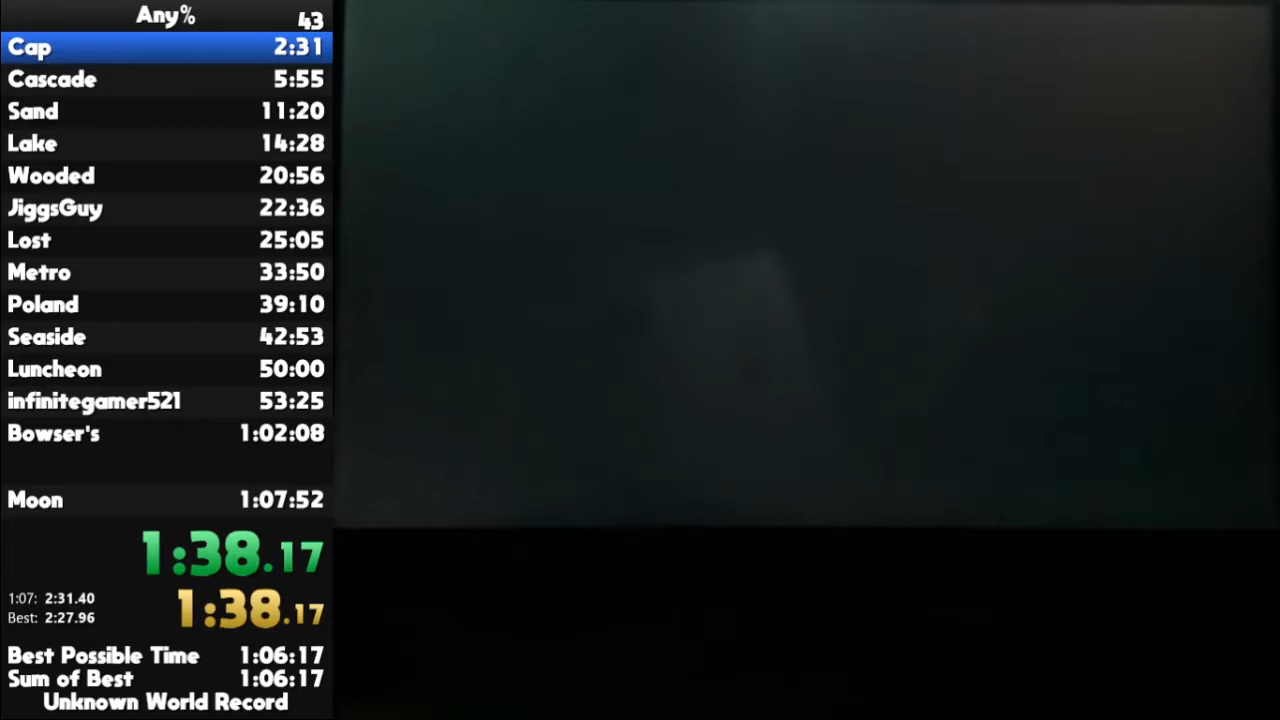 Any%
43
Cap 2:31
Cascade 5:55
Sand 11:20
Lake 14:28
Wooded 20:56
JiggsGuy 22:36
Lost 25:05
Metro 33:50
Poland 39:10
Seaside 42:53
Luncheon 50:00
infinitegamer521 53:25
Bowser's 1:02:08
Moon 1:07:52
1:38.17
1:07: 2:31.40
Best: 2:27.96
1:38.17
Best Possible Time 1:06:17
Sum of Best 1:06:17
Unknown World Record